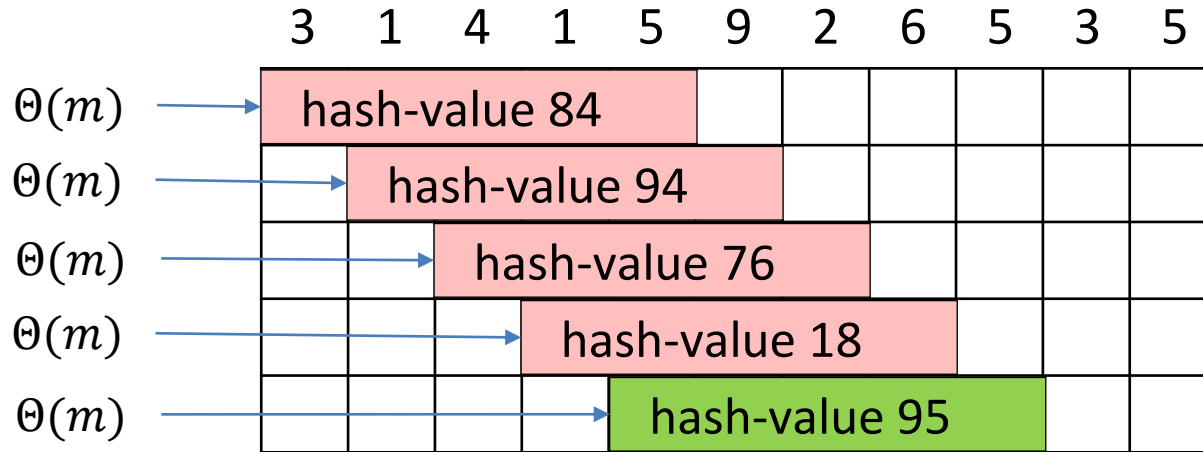 3 1 4 1 5 9 2 6 5 3 5
Θ(m) hash-value 84
Θ(m) hash-value 94
Θ(m) hash-value 76
Θ(m) hash-value 18
Θ(m) hash-value 95